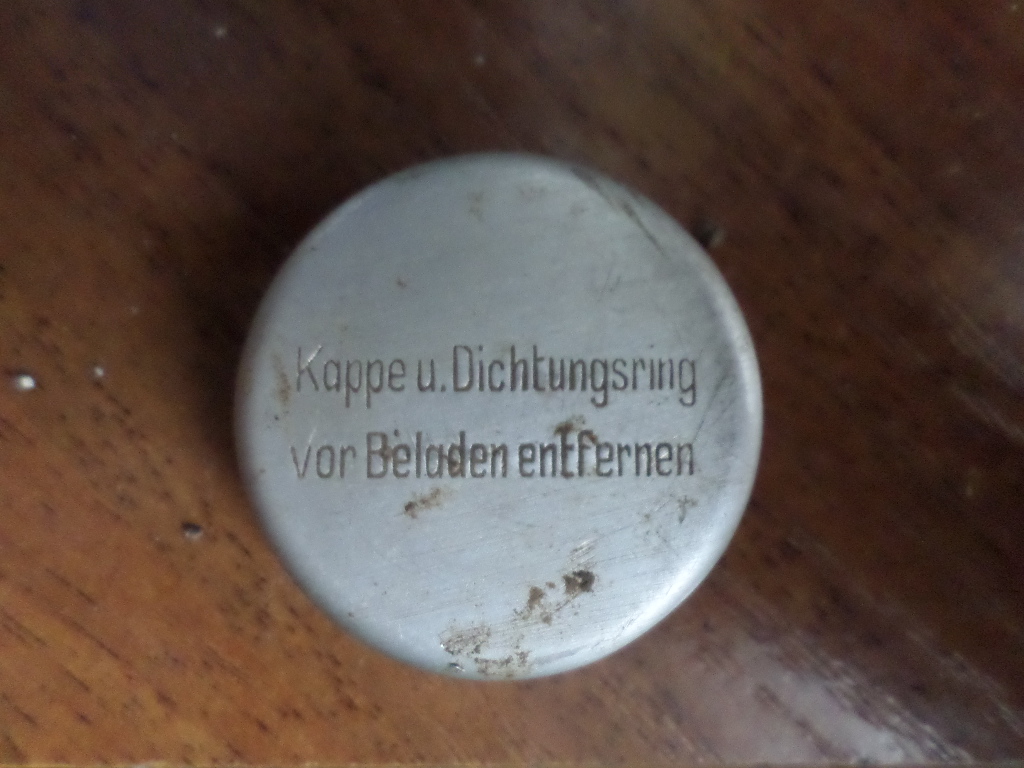 Kappe u. Dichtungsring
vor Beladen entfernen